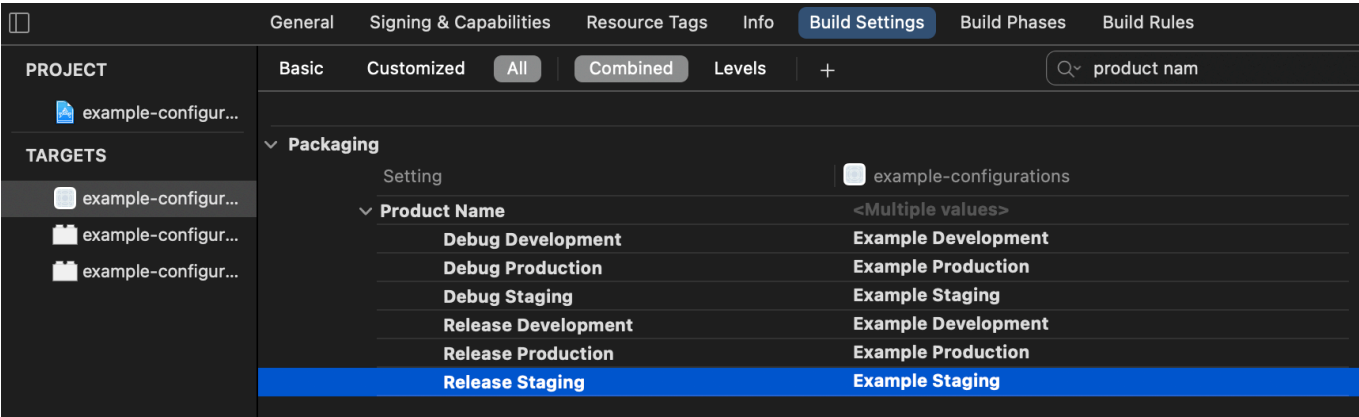 General Signing & Capabilities Resource Tags Info Build Settings Build Phases Build Rules
PROJECT
example-configur...
TARGETS
example-configur...
example-configur...
example-configur...
Basic Customized All Combined Levels + product nam
Packaging
Setting example-configurations
Product Name <Multiple values>
Debug Development Example Development
Debug Production Example Production
Debug Staging Example Staging
Release Development Example Development
Release Production Example Production
Release Staging Example Staging